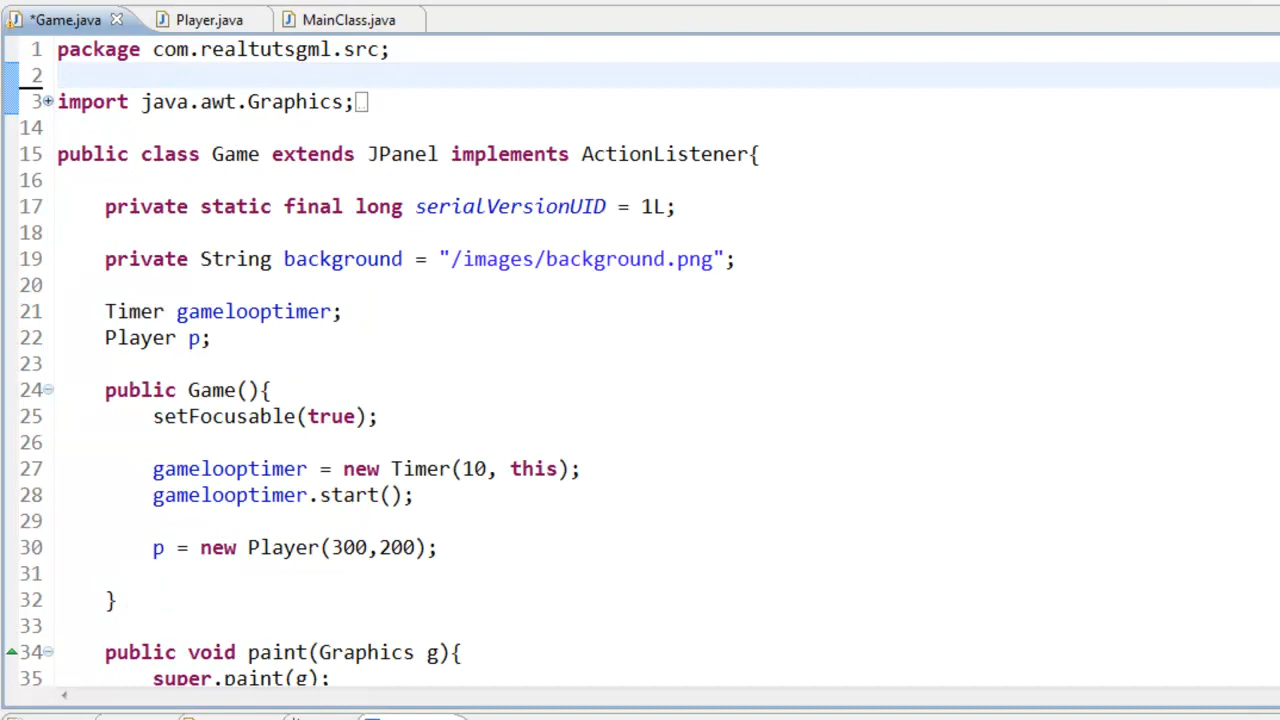 *Game.java Player.java MainClass.java
1 package com.realtutsgml.src;
2
3 import java.awt.Graphics;
14
15 public class Game extends JPanel implements ActionListener{
16
17 private static final long serialVersionUID = 1L;
18
19 private String background = "/images/background.png";
20
21 Timer gamelooptimer;
22 Player p;
23
24 public Game(){
25 setFocusable(true);
26
27 gamelooptimer = new Timer(10, this);
28 gamelooptimer.start();
29
30 p = new Player(300,200);
31
32 }
33
34 public void paint(Graphics g){
35 super.paint(g);